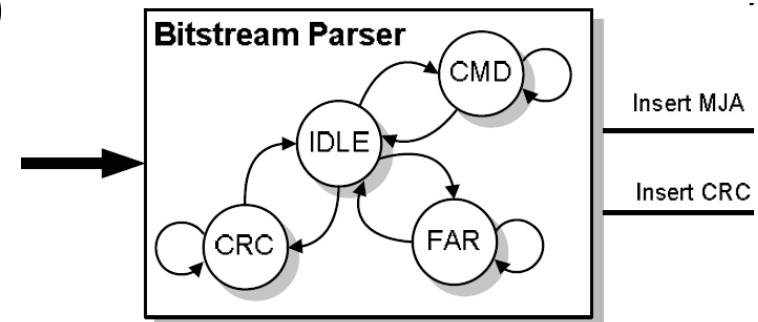 )
Bitstream Parser
CMD
Insert MJA
IDLE
Insert CRC
CRC
FAR